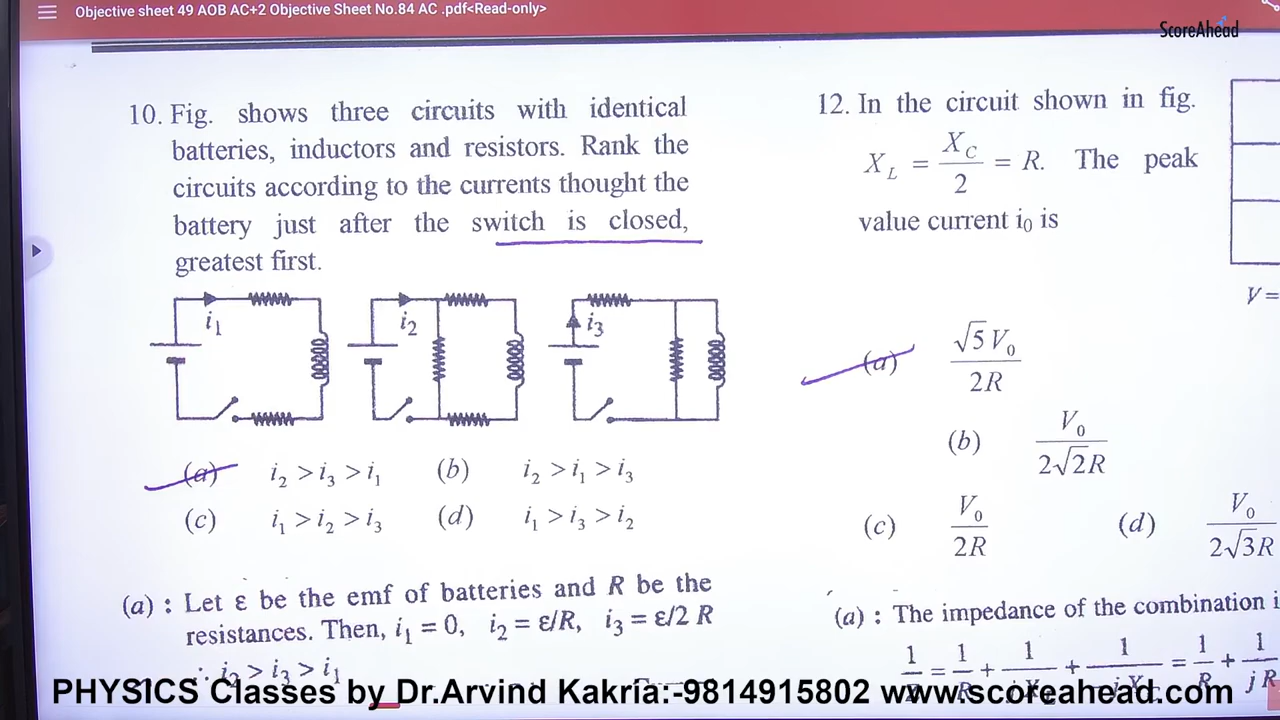 Objective sheet 49 AOB AC+2 Objective Sheet No.84 AC .pdf<Read-only>
ScoreAhead
10. Fig. shows three circuits with identical
batteries, inductors and resistors. Rank the
circuits according to the currents thought the
battery just after the switch is closed,
greatest first.
i₁
i₂
i₃
(a) i₂ > i₃ > i₁ (b) i₂ > i₁ > i₃
(c) i₁ > i₂ > i₃ (d) i₁ > i₃ > i₂
(a) : Let ε be the emf of batteries and R be the
resistances. Then, i₁ = 0, i₂ = ε/R, i₃ = ε/2 R
∴ i₂ > i₃ > i₁
12. In the circuit shown in fig.
X_L = X_C/2 = R. The peak
value current i₀ is
V =
(a) √5 V₀/2R
(b) V₀/2√2R
(c) V₀/2R (d) V₀/2√3R
(a) : The impedance of the combination i
PHYSICS Classes by Dr.Arvind Kakria:-9814915802 www.scoreahead.com